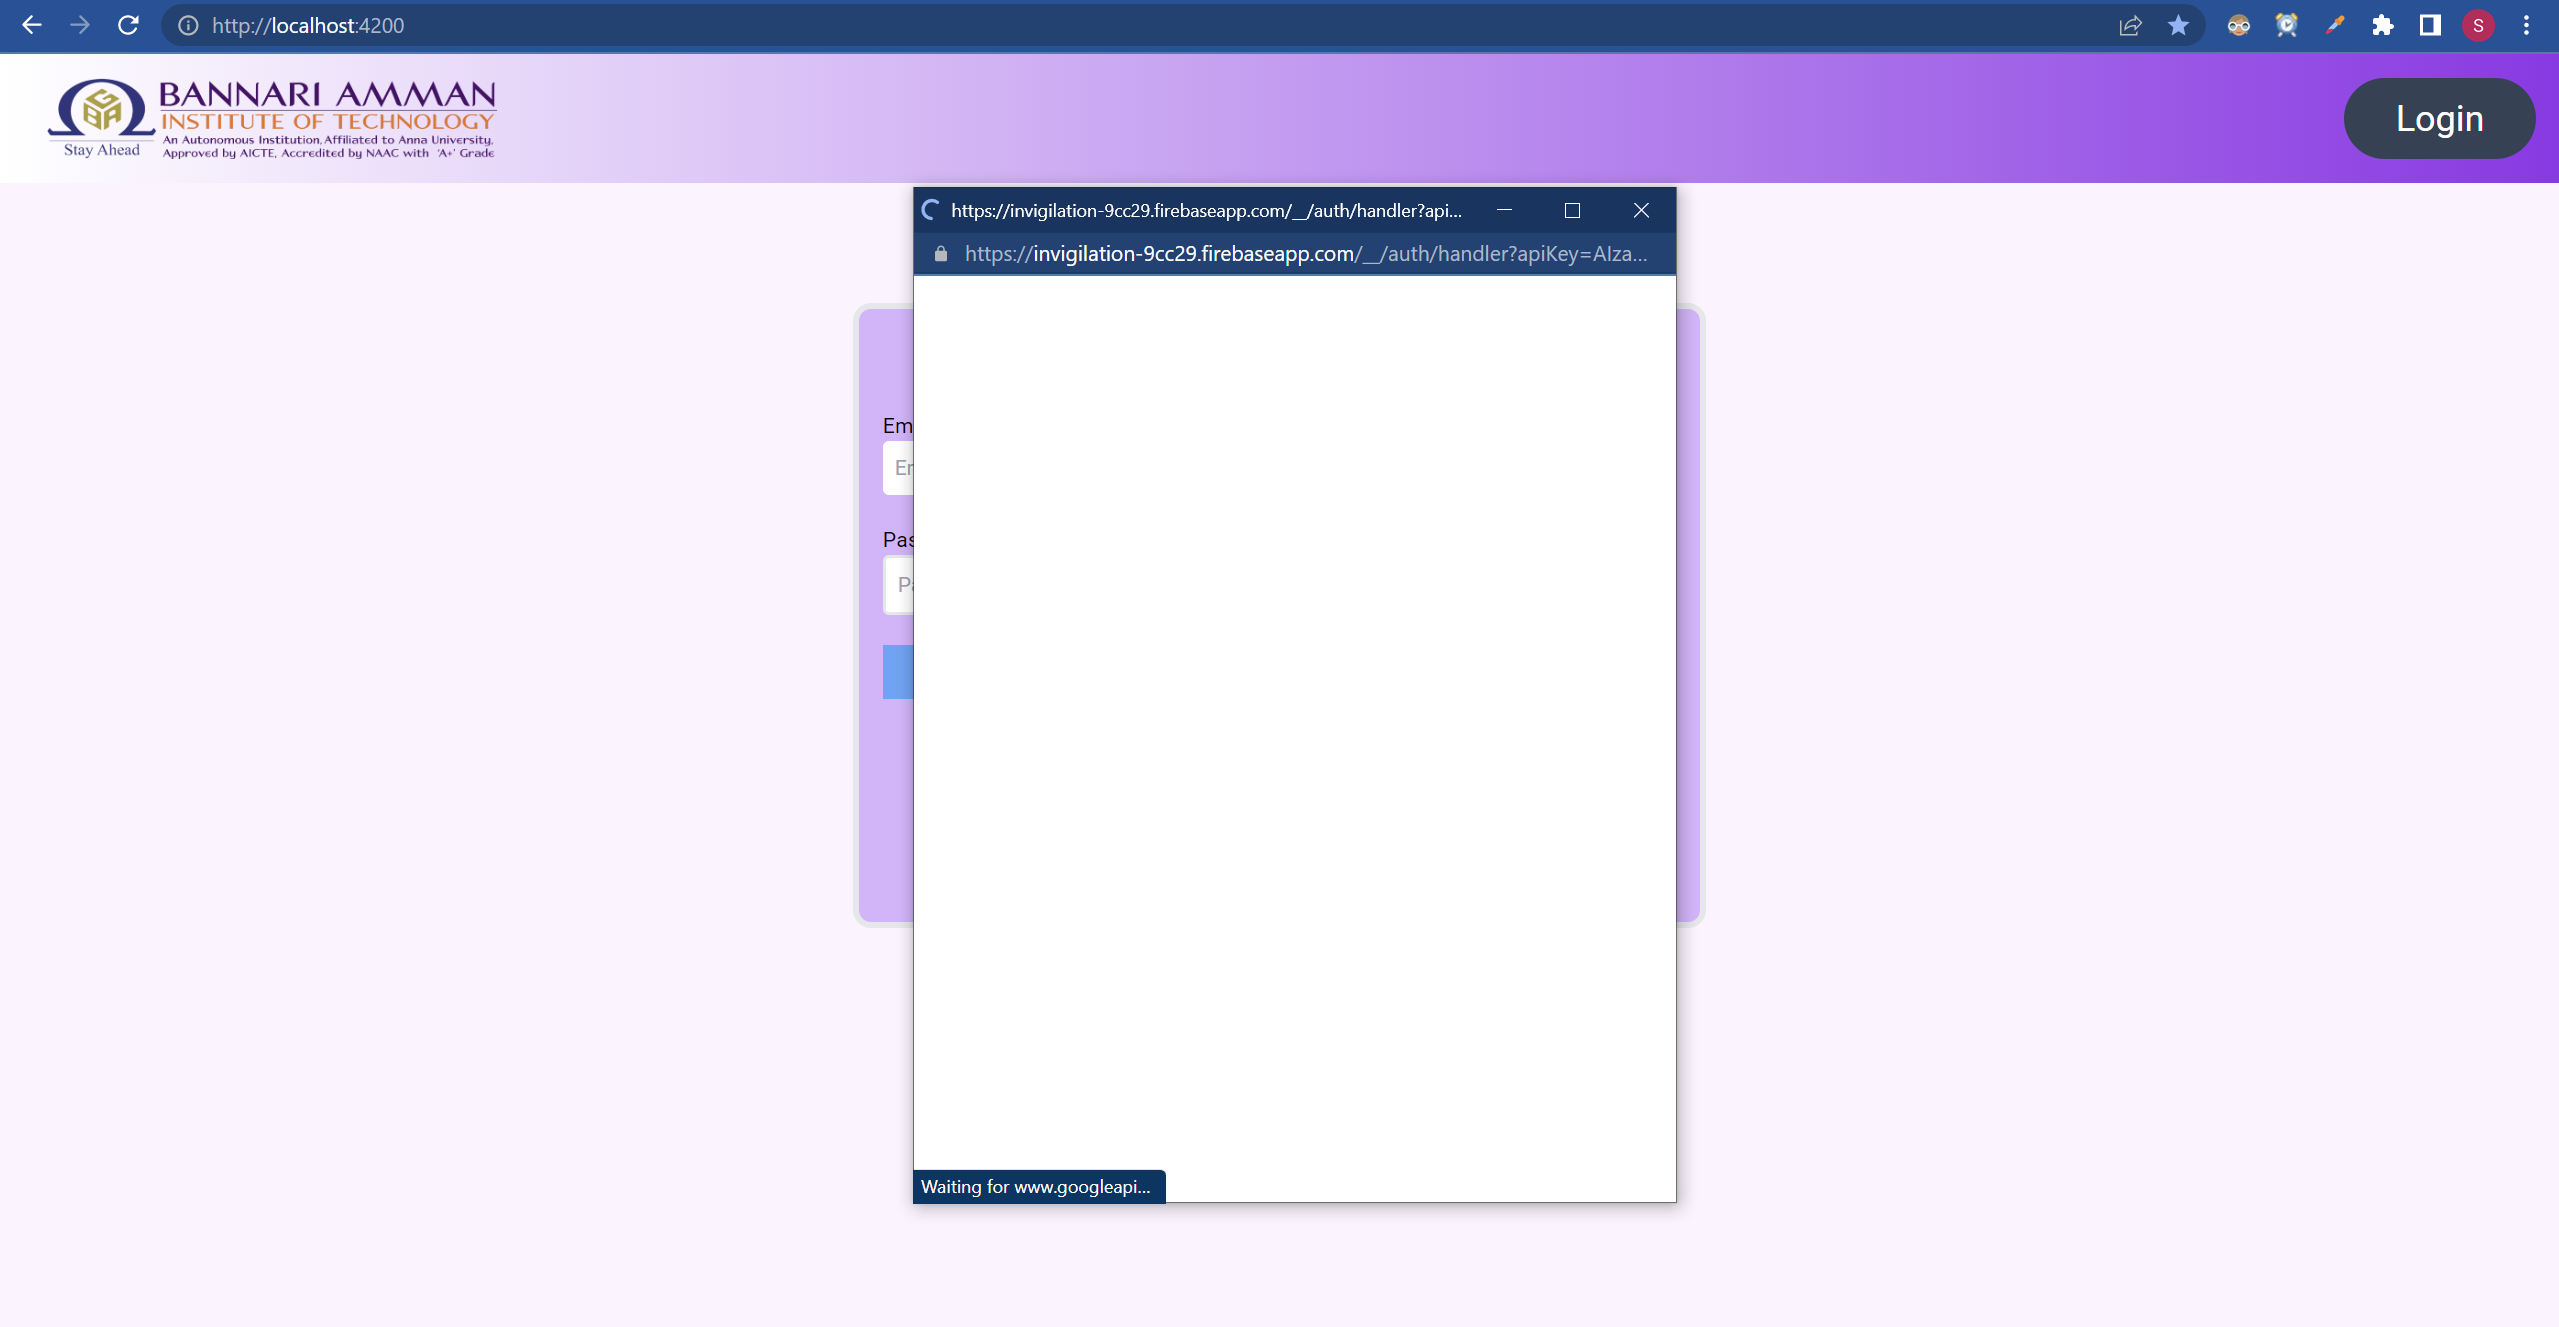 http://localhost:4200
S
BANNARI AMMAN
INSTITUTE OF TECHNOLOGY
An Autonomous Institution, Affiliated to Anna University,
Approved by AICTE, Accredited by NAAC with 'A+' Grade
GBA
Stay Ahead
Login
https://invigilation-9cc29.firebaseapp.com/__/auth/handler?api...
https://invigilation-9cc29.firebaseapp.com/__/auth/handler?apiKey=AIza...
Em
Er
Pas
Pa
Waiting for www.googleapi...